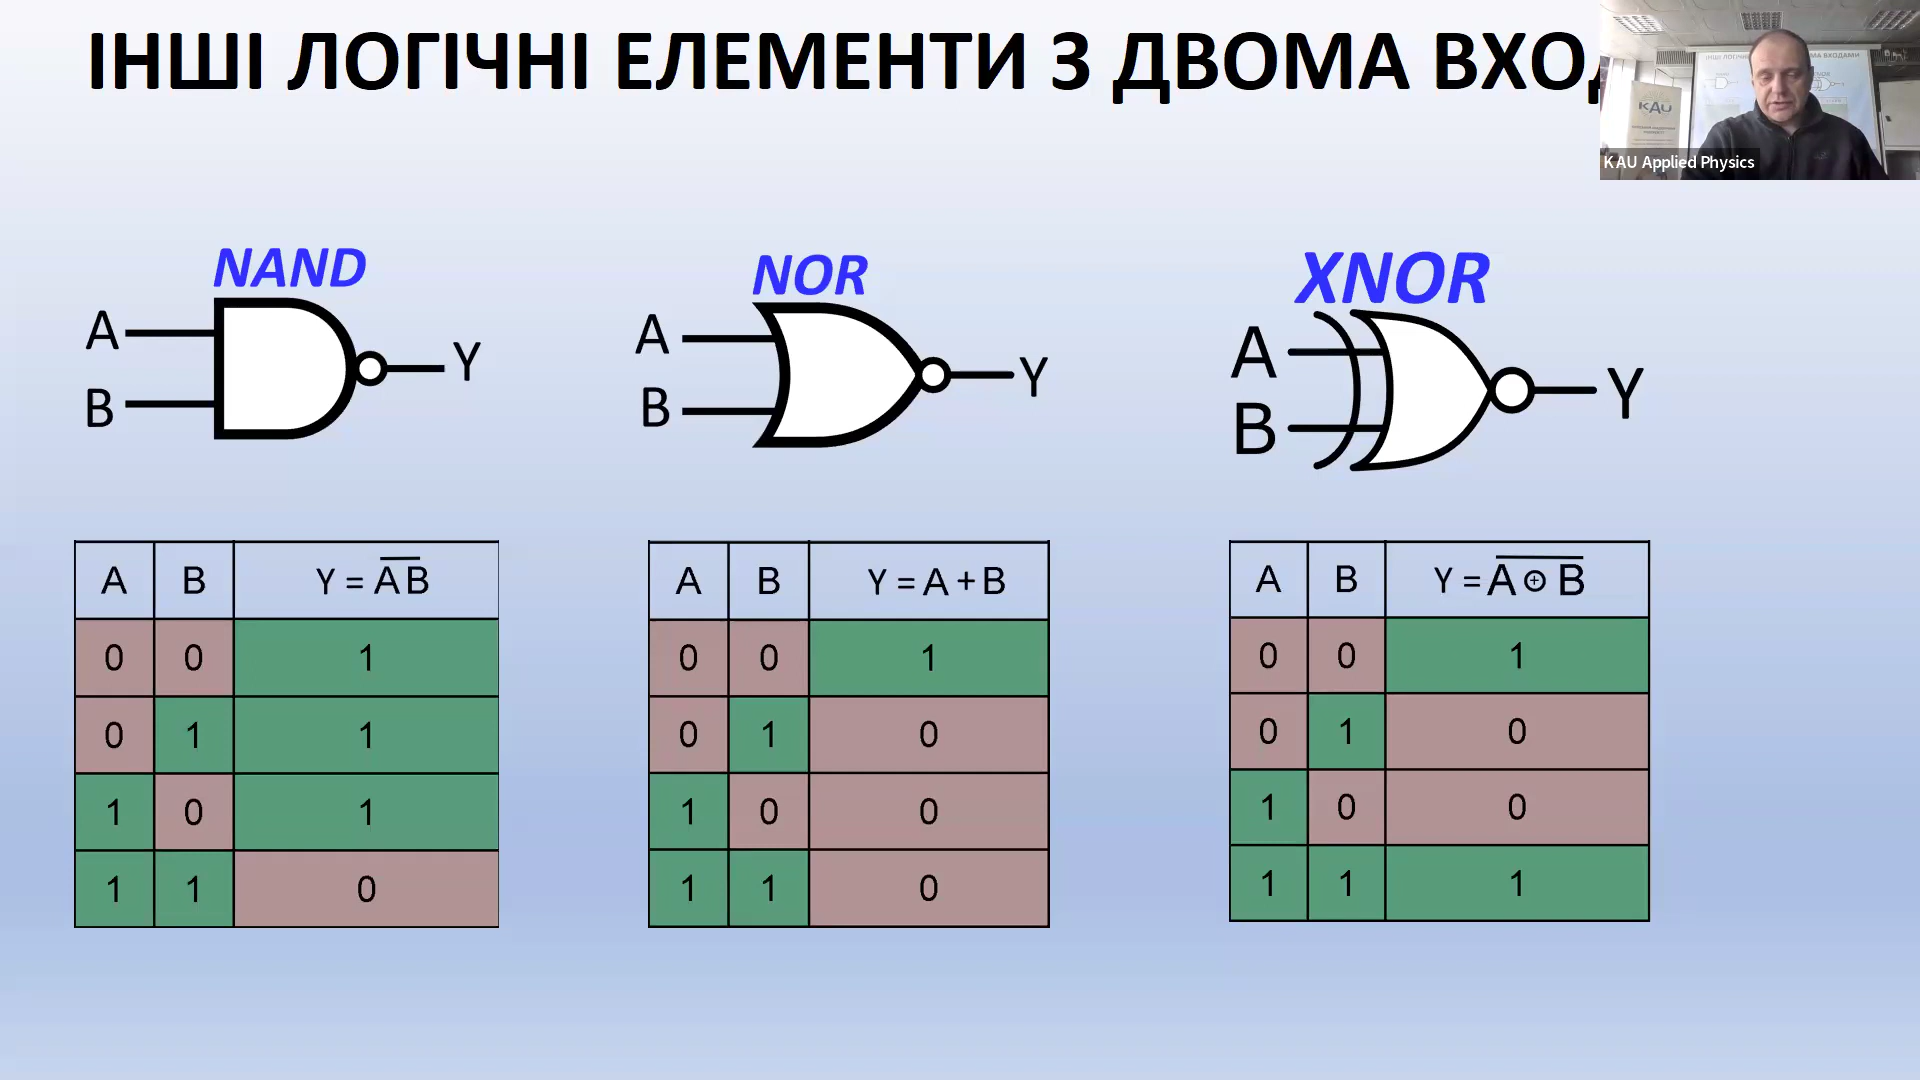 ІНШІ ЛОГІЧНІ ЕЛЕМЕНТИ З ДВОМА
KAU
KAU Applied Physics
NAND
A
B
Y
NOR
A
B
Y
XNOR
A
B
Y
A B Y = A̅ B̅
0 0 1
0 1 1
1 0 1
1 1 0
A B Y = A + B
0 0 1
0 1 0
1 0 0
1 1 0
A B Y = A̅ ⊕̅ B̅
0 0 1
0 1 0
1 0 0
1 1 1